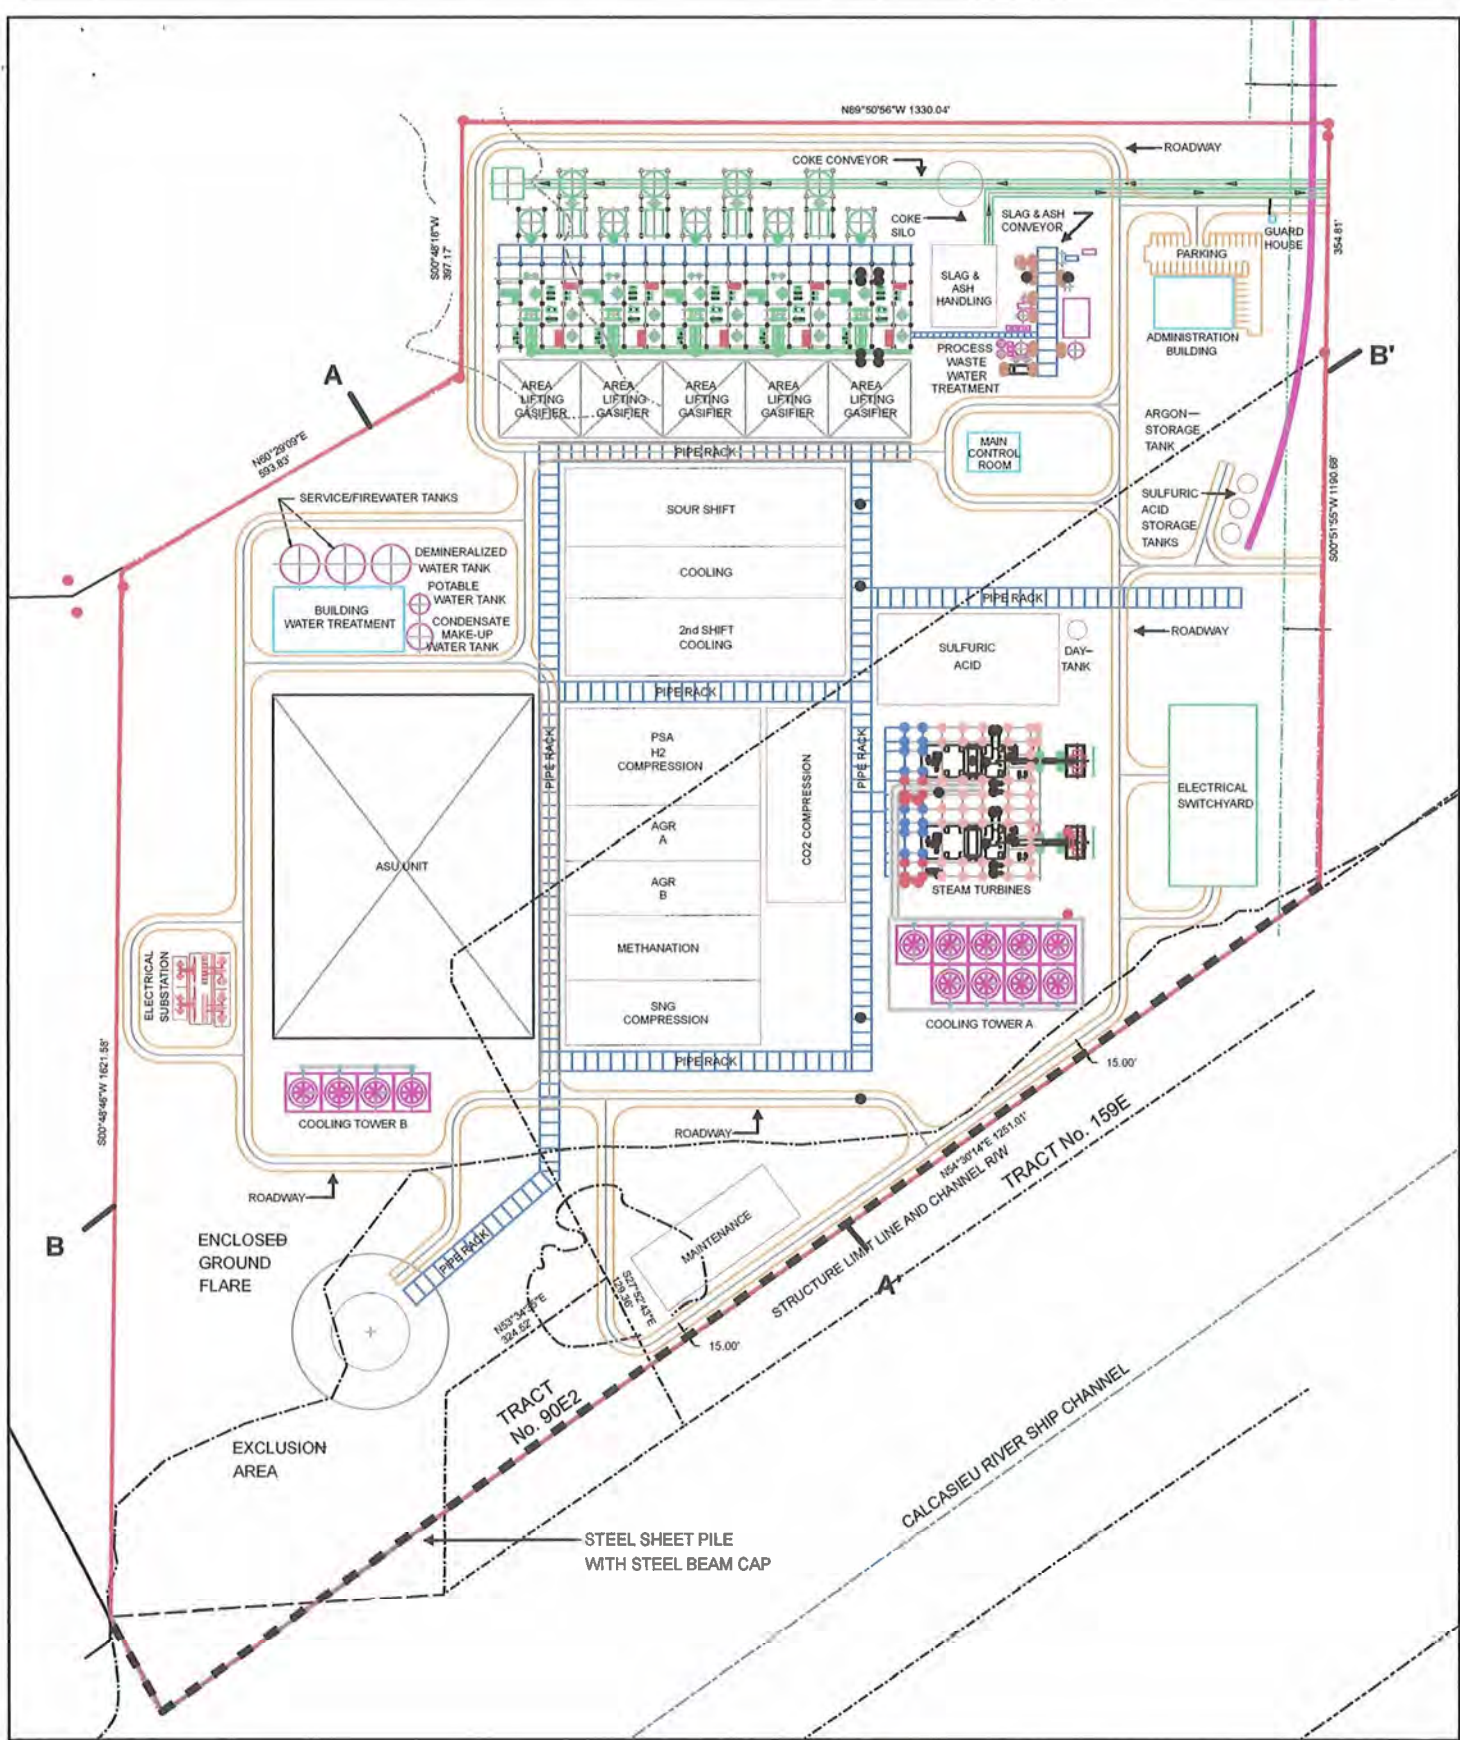 N89°50'56"W 1330.04'
ROADWAY
COKE CONVEYOR
S00°48'18"W
397.17'
COKE
SILO
SLAG & ASH
CONVEYOR
GUARD
HOUSE
354.81'
PARKING
SLAG &
ASH
HANDLING
ADMINISTRATION
BUILDING
PROCESS
WASTE
WATER
TREATMENT
B'
A
AREA
LIFTING
GASIFIER
AREA
LIFTING
GASIFIER
AREA
LIFTING
GASIFIER
AREA
LIFTING
GASIFIER
AREA
LIFTING
GASIFIER
ARGON
STORAGE
TANK
N60°29'09"E
593.83'
PIPE RACK
MAIN
CONTROL
ROOM
SERVICE/FIREWATER TANKS
SOUR SHIFT
SULFURIC
ACID
STORAGE
TANKS
S00°51'55"W 1190.68'
DEMINERALIZED
WATER TANK
COOLING
POTABLE
WATER TANK
BUILDING
WATER TREATMENT
CONDENSATE
MAKE-UP
WATER TANK
2nd SHIFT
COOLING
PIPE RACK
ROADWAY
SULFURIC
ACID
DAY
TANK
PIPE RACK
PSA
H2
COMPRESSION
PIPE RACK
PIPE RACK
CO2 COMPRESSION
ELECTRICAL
SWITCHYARD
AGR
A
ASU UNIT
AGR
B
STEAM TURBINES
METHANATION
ELECTRICAL
SUBSTATION
SNG
COMPRESSION
COOLING TOWER A
S00°48'46"W 1621.58'
PIPE RACK
15.00'
COOLING TOWER B
ROADWAY
N54°30'14"E 1251.01'
TRACT No. 159E
ROADWAY
STRUCTURE LIMIT LINE AND CHANNEL R/W
B
ENCLOSED
GROUND
FLARE
PIPE RACK
MAINTENANCE
A'
S27°52'43"E
129.36'
324.52'
15.00'
TRACT
No. 90E2
CALCASIEU RIVER SHIP CHANNEL
EXCLUSION
AREA
STEEL SHEET PILE
WITH STEEL BEAM CAP